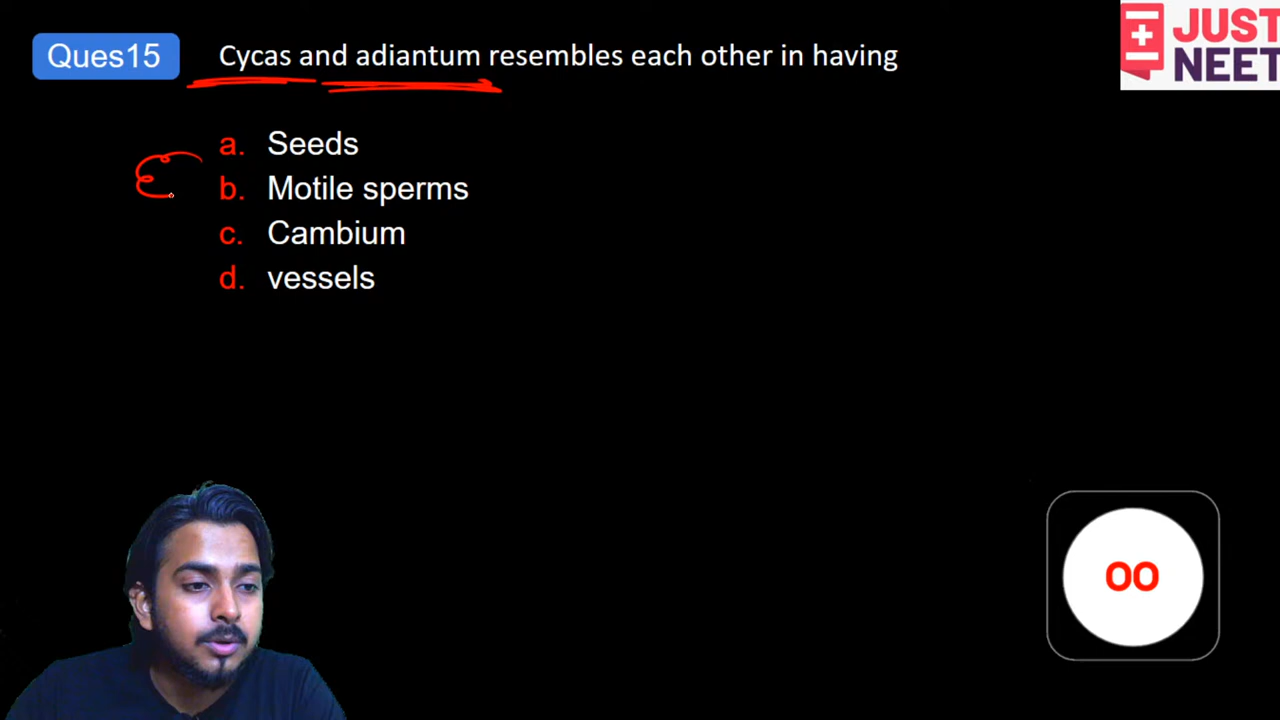 Ques15 Cycas and adiantum resembles each other in having
JUST
NEET
a. Seeds
b. Motile sperms
c. Cambium
d. vessels
00